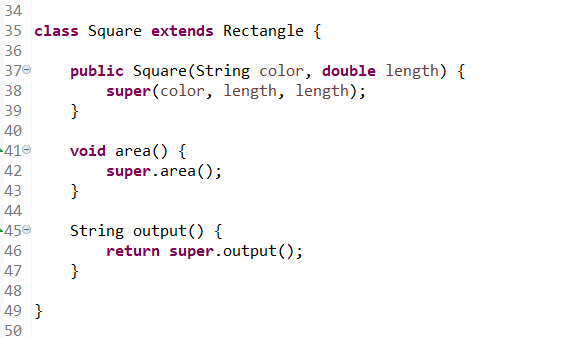 34
35 class Square extends Rectangle {
36
37 public Square(String color, double length) {
38 super(color, length, length);
39 }
40
41 void area() {
42 super.area();
43 }
44
45 String output() {
46 return super.output();
47 }
48
49 }
50